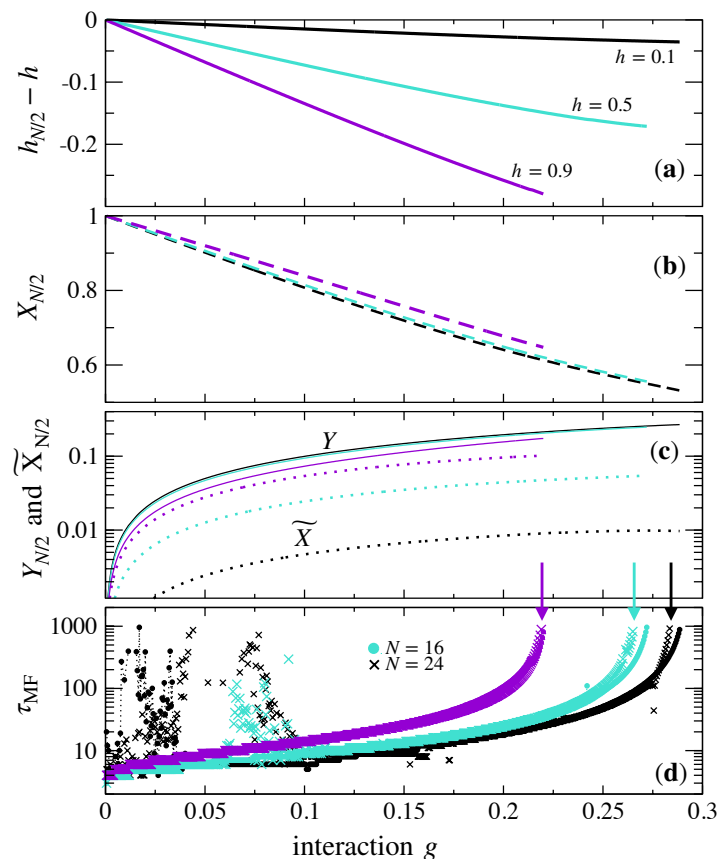 0
-0.1
-0.2
h_{N/2} – h
h = 0.1
h = 0.5
h = 0.9
(a)
1
0.8
0.6
X_{N/2}
(b)
0.1
0.01
Y_{N/2} and X̃_{N/2}
Y
X̃
(c)
1000
100
10
τ_{MF}
N = 16
N = 24
(d)
0 0.05 0.1 0.15 0.2 0.25 0.3
interaction g